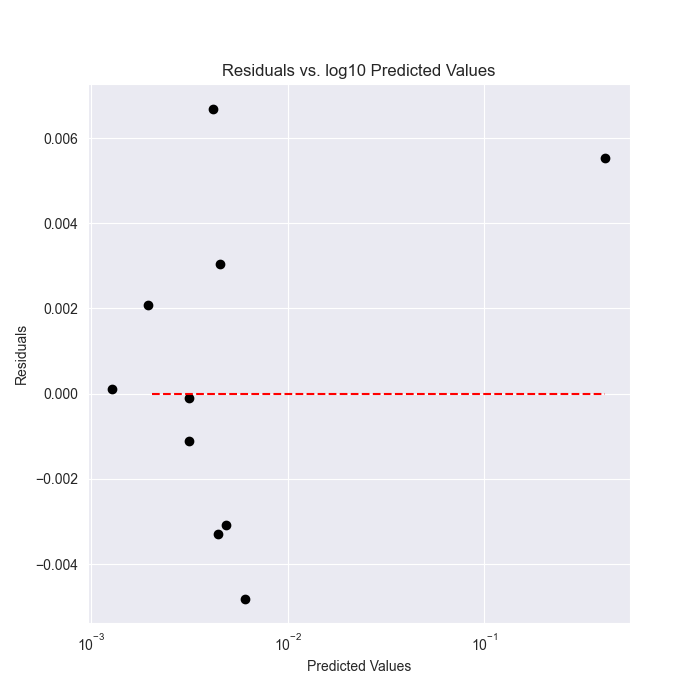 Residuals vs. log10 Predicted Values
0.006
0.004
0.002
0.000
−0.002
−0.004
Residuals
10⁻³ 10⁻² 10⁻¹
Predicted Values